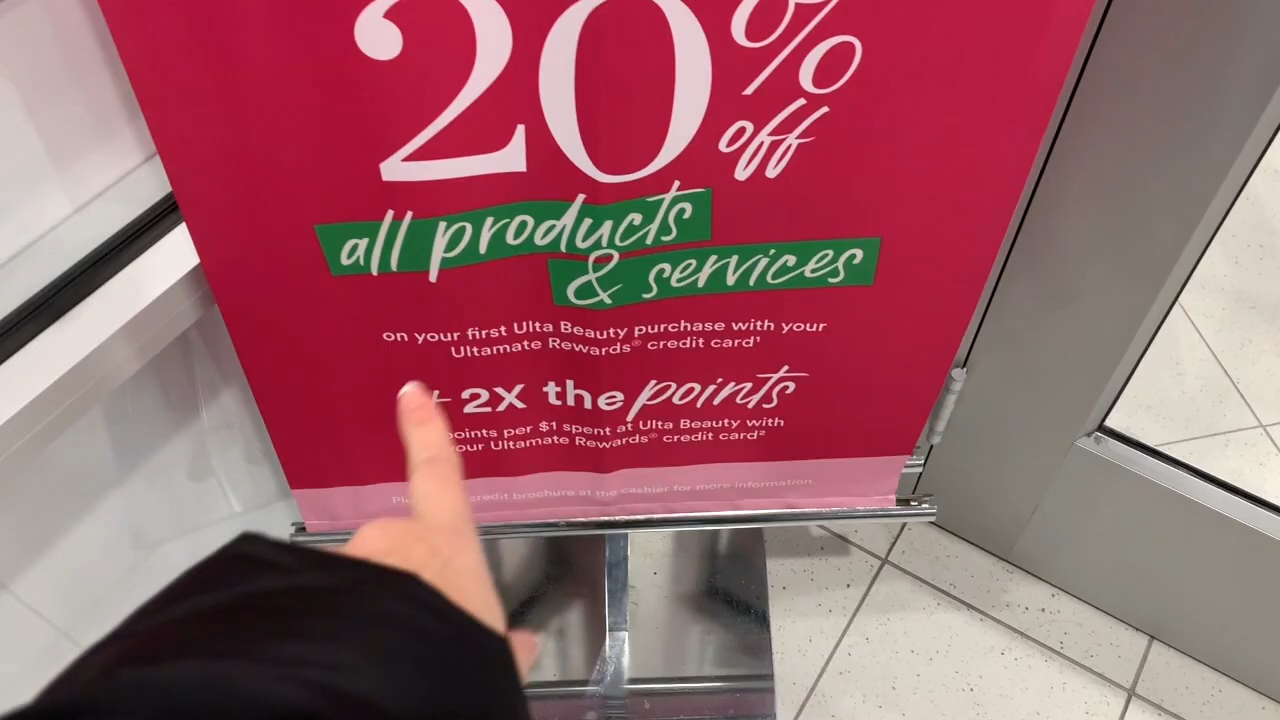 20% off
all products
& services
on your first Ulta Beauty purchase with your
Ultamate Rewards® credit card¹
+ 2X the points
points per $1 spent at Ulta Beauty with
your Ultamate Rewards® credit card²
credit brochure at the cashier for more information.